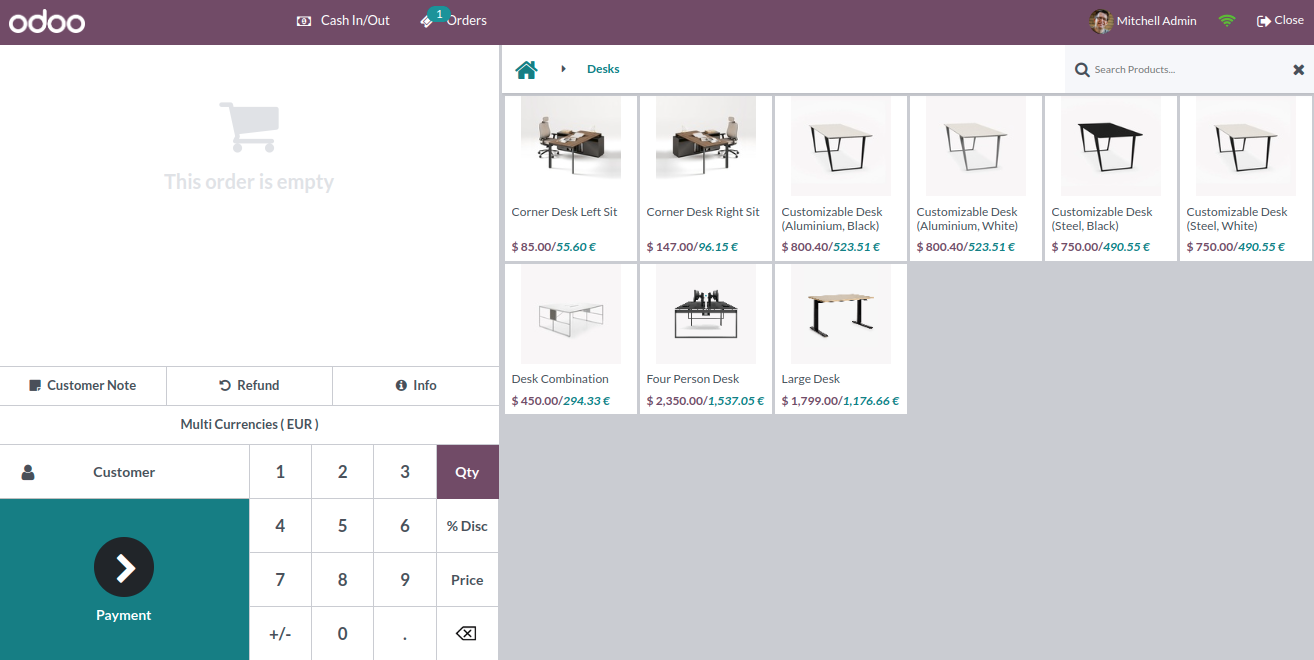 odoo
Cash In/Out
1
Orders
Mitchell Admin
Close
This order is empty
Desks
Search Products...
Corner Desk Left Sit
$ 85.00/55.60 €
Corner Desk Right Sit
$ 147.00/96.15 €
Customizable Desk
(Aluminium, Black)
$ 800.40/523.51 €
Customizable Desk
(Aluminium, White)
$ 800.40/523.51 €
Customizable Desk
(Steel, Black)
$ 750.00/490.55 €
Customizable Desk
(Steel, White)
$ 750.00/490.55 €
Desk Combination
$ 450.00/294.33 €
Four Person Desk
$ 2,350.00/1,537.05 €
Large Desk
$ 1,799.00/1,176.66 €
Customer Note
Refund
Info
Multi Currencies ( EUR )
Customer
1
2
3
Qty
4
5
6
% Disc
7
8
9
Price
+/-
0
.
Payment